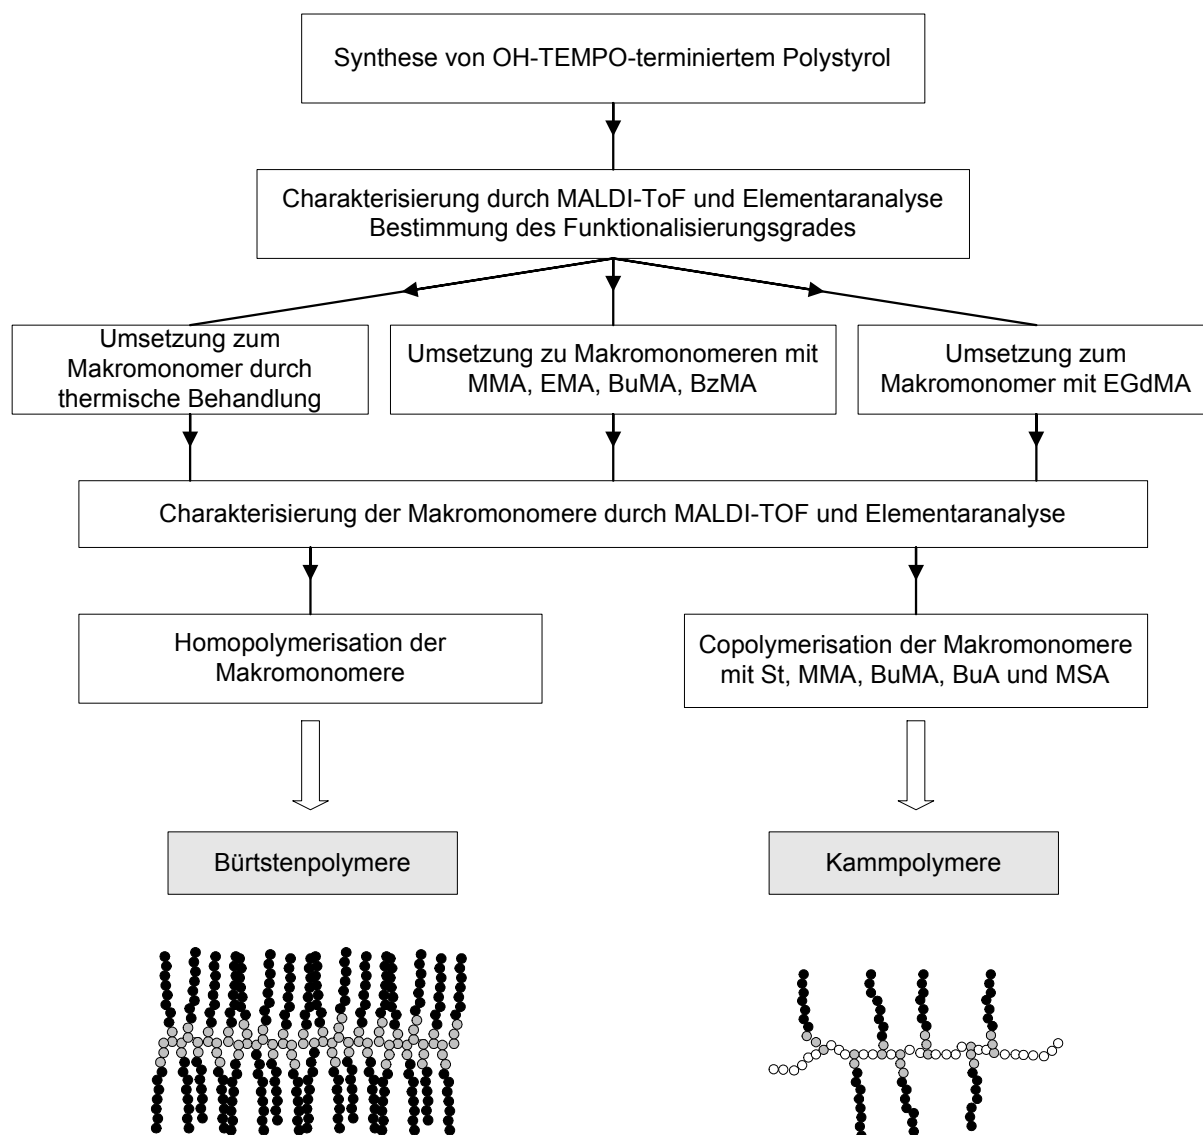 Synthese von OH-TEMPO-terminiertem Polystyrol
Charakterisierung durch MALDI-ToF und Elementaranalyse
Bestimmung des Funktionalisierungsgrades
Umsetzung zum
Makromonomer durch
thermische Behandlung
Umsetzung zu Makromonomeren mit
MMA, EMA, BuMA, BzMA
Umsetzung zum
Makromonomer mit EGdMA
Charakterisierung der Makromonomere durch MALDI-TOF und Elementaranalyse
Homopolymerisation der
Makromonomere
Copolymerisation der Makromonomere
mit St, MMA, BuMA, BuA und MSA
Bürtstenpolymere
Kammpolymere